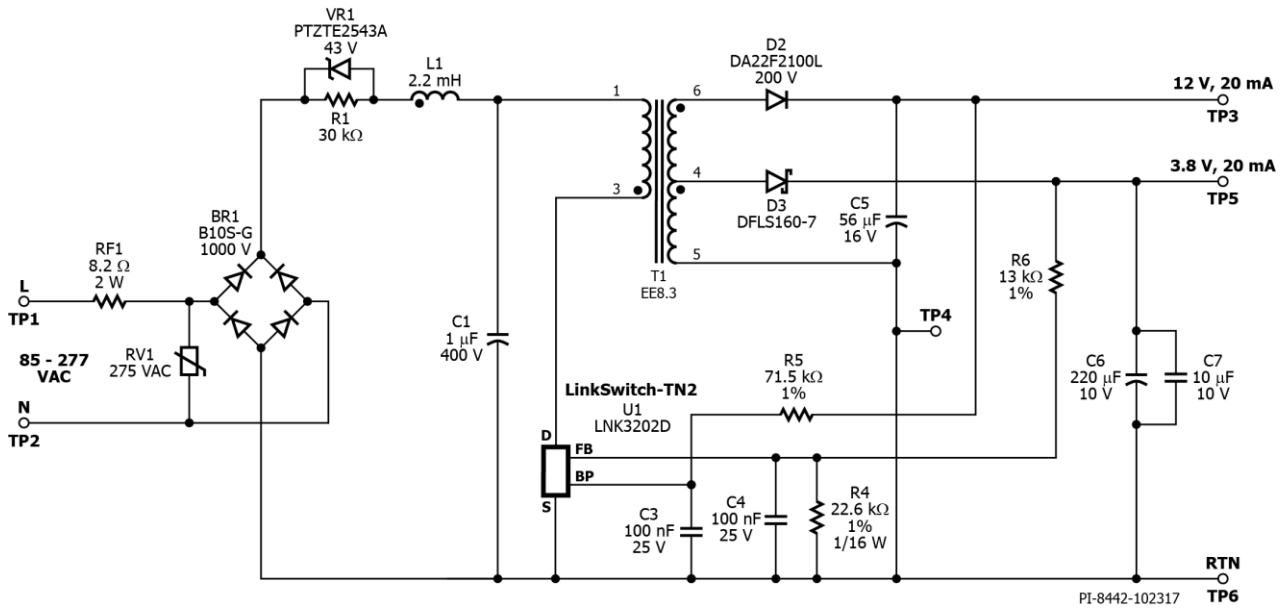 VR1
PTZTE2543A
43 V
L1
2.2 mH
R1
30 kΩ
D2
DA22F2100L
200 V
12 V, 20 mA
TP3
1
6
3
4
D3
DFLS160-7
3.8 V, 20 mA
TP5
C5
56 μF
16 V
5
T1
EE8.3
BR1
B10S-G
1000 V
RF1
8.2 Ω
2 W
L
TP1
R6
13 kΩ
1%
TP4
C1
1 μF
400 V
85 - 277
VAC
RV1
275 VAC
N
TP2
R5
71.5 kΩ
1%
C6
220 μF
10 V
C7
10 μF
10 V
LinkSwitch-TN2
U1
LNK3202D
D
FB
BP
S
C3
100 nF
25 V
C4
100 nF
25 V
R4
22.6 kΩ
1%
1/16 W
RTN
TP6
PI-8442-102317